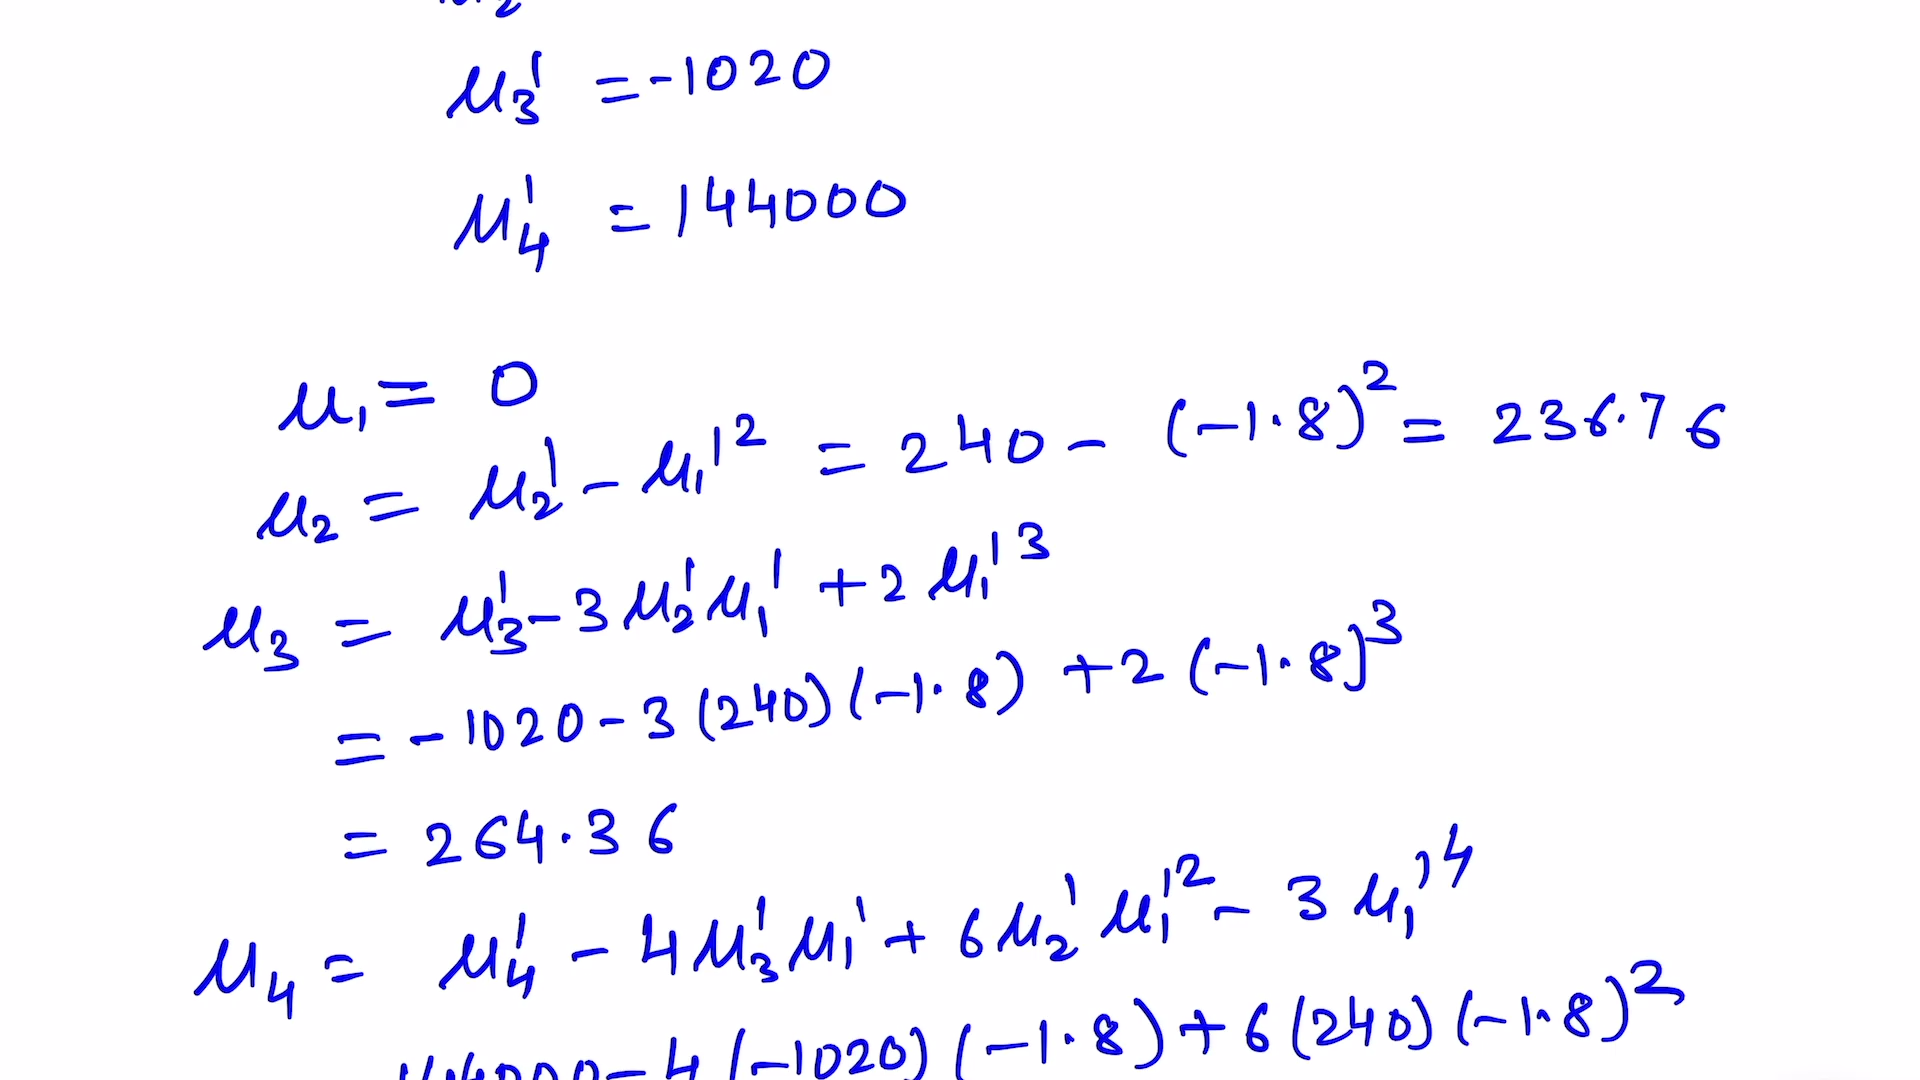 μ₃' = -1020
μ₄' = 144000
μ₁ = 0
μ₂ = μ₂' - μ₁'² = 240 - (-1.8)² = 236.76
μ₃ = μ₃' - 3μ₂'μ₁' + 2μ₁'³
= -1020 - 3(240)(-1.8) + 2(-1.8)³
= 264.36
μ₄ = μ₄' - 4μ₃'μ₁' + 6μ₂'μ₁'² - 3μ₁'⁴
144000 - 4(-1020)(-1.8) + 6(240)(-1.8)²